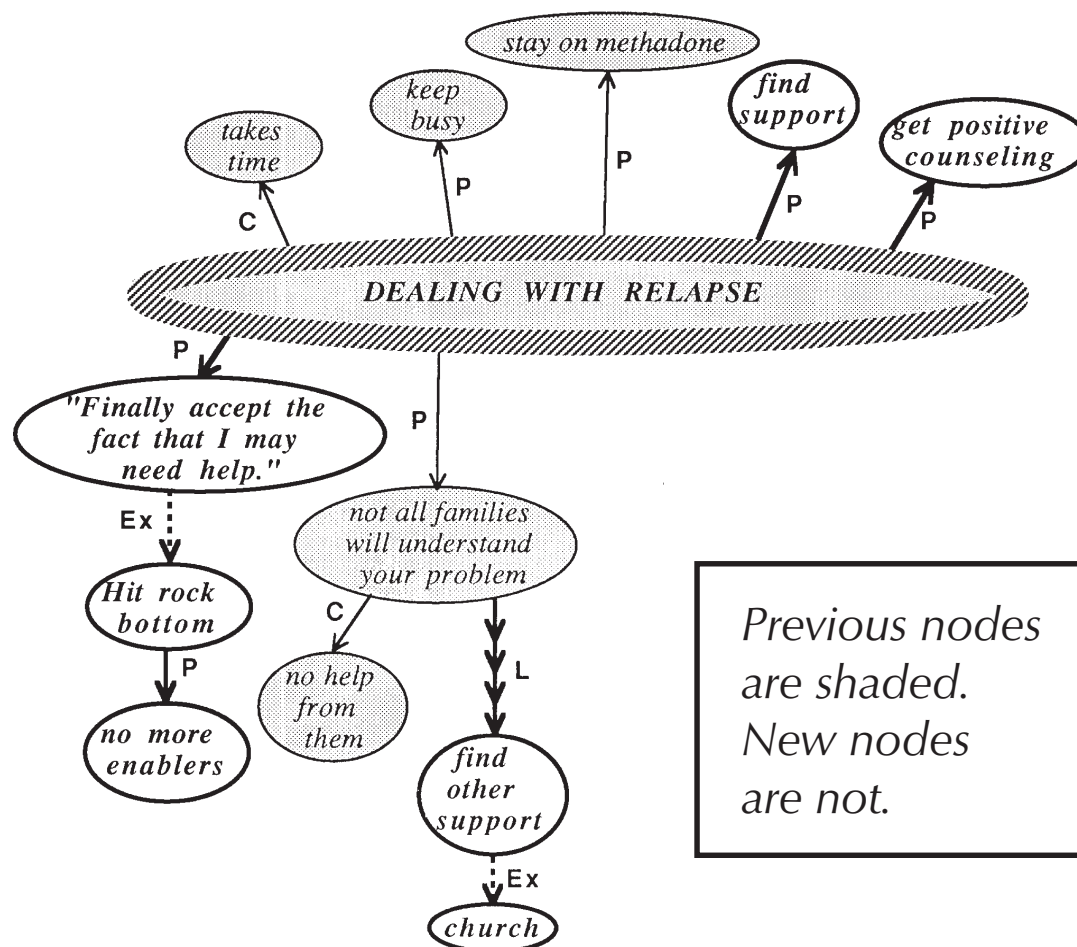 stay on methadone
keep
busy
find
support
takes
time
get positive
counseling
P
P
P
P
C
DEALING WITH RELAPSE
P
P
"Finally accept the
fact that I may
need help."
Ex
not all families
will understand
your problem
Hit rock
bottom
C
L
P
no help
from
them
no more
enablers
find
other
support
Ex
church
Previous nodes
are shaded.
New nodes
are not.